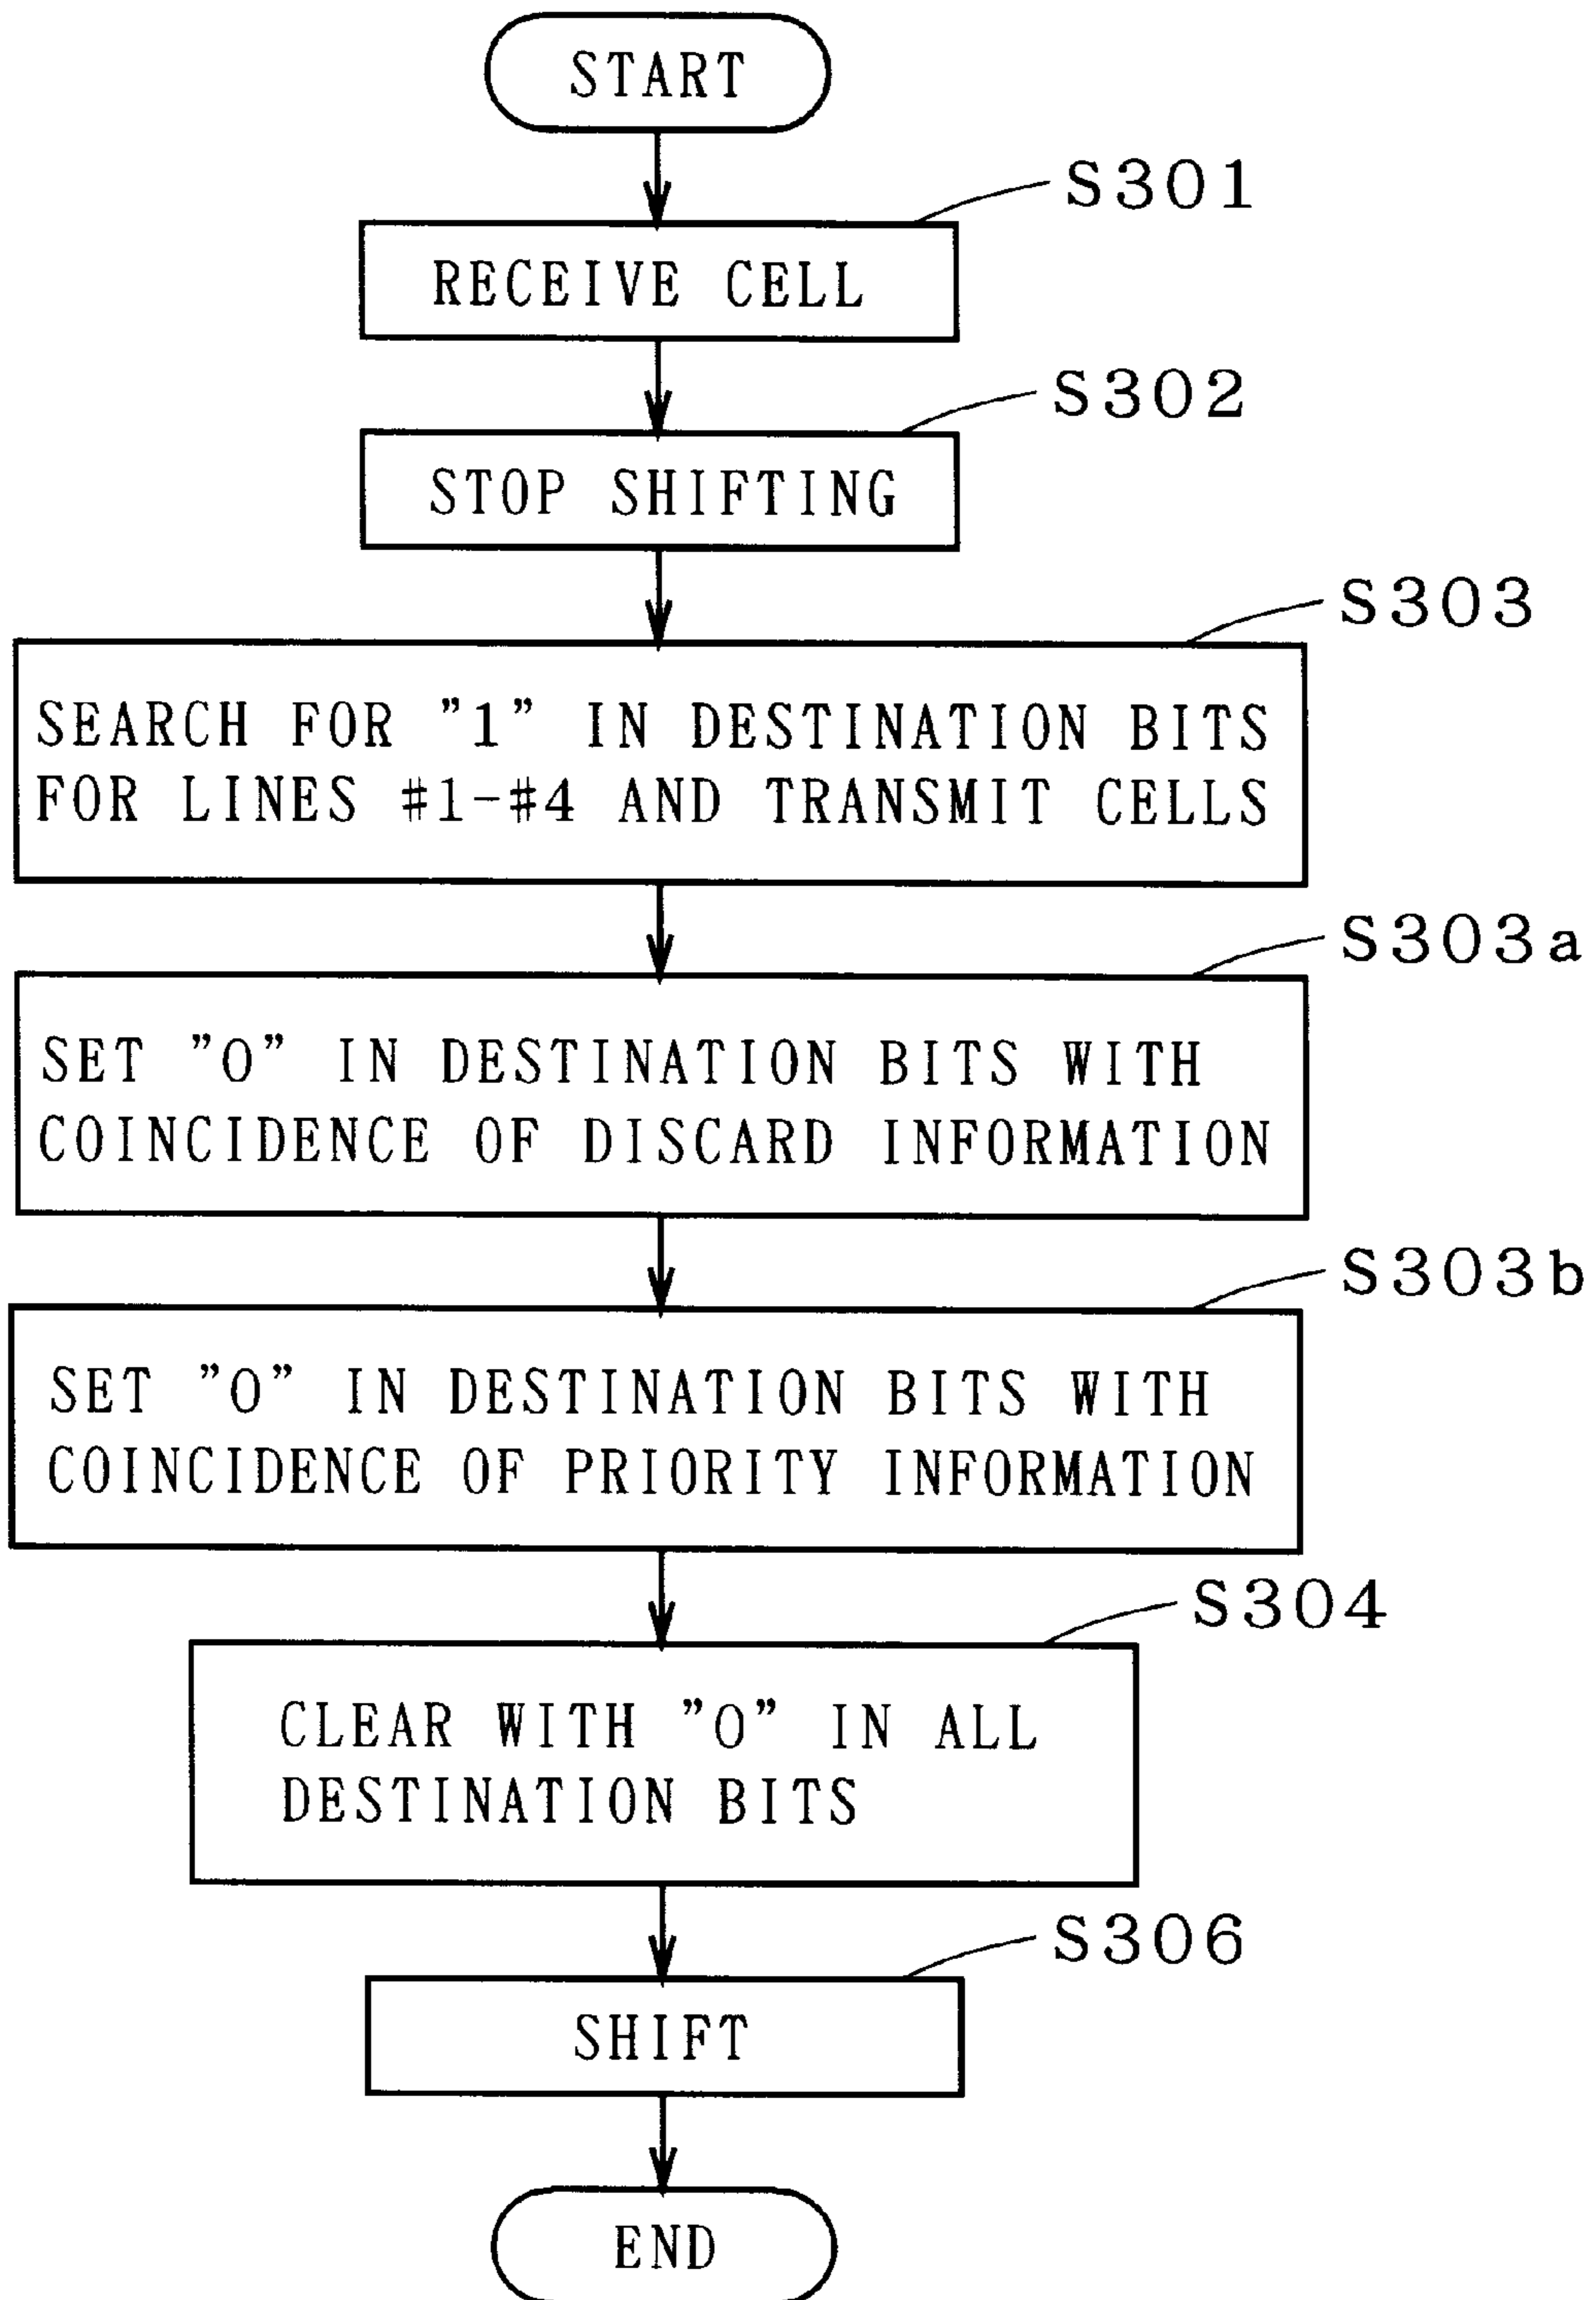 START
S301
RECEIVE CELL
S302
STOP SHIFTING
S303
SEARCH FOR "1" IN DESTINATION BITS
FOR LINES #1-#4 AND TRANSMIT CELLS
S303a
SET "0" IN DESTINATION BITS WITH
COINCIDENCE OF DISCARD INFORMATION
S303b
SET "0" IN DESTINATION BITS WITH
COINCIDENCE OF PRIORITY INFORMATION
S304
CLEAR WITH "0" IN ALL
DESTINATION BITS
S306
SHIFT
END